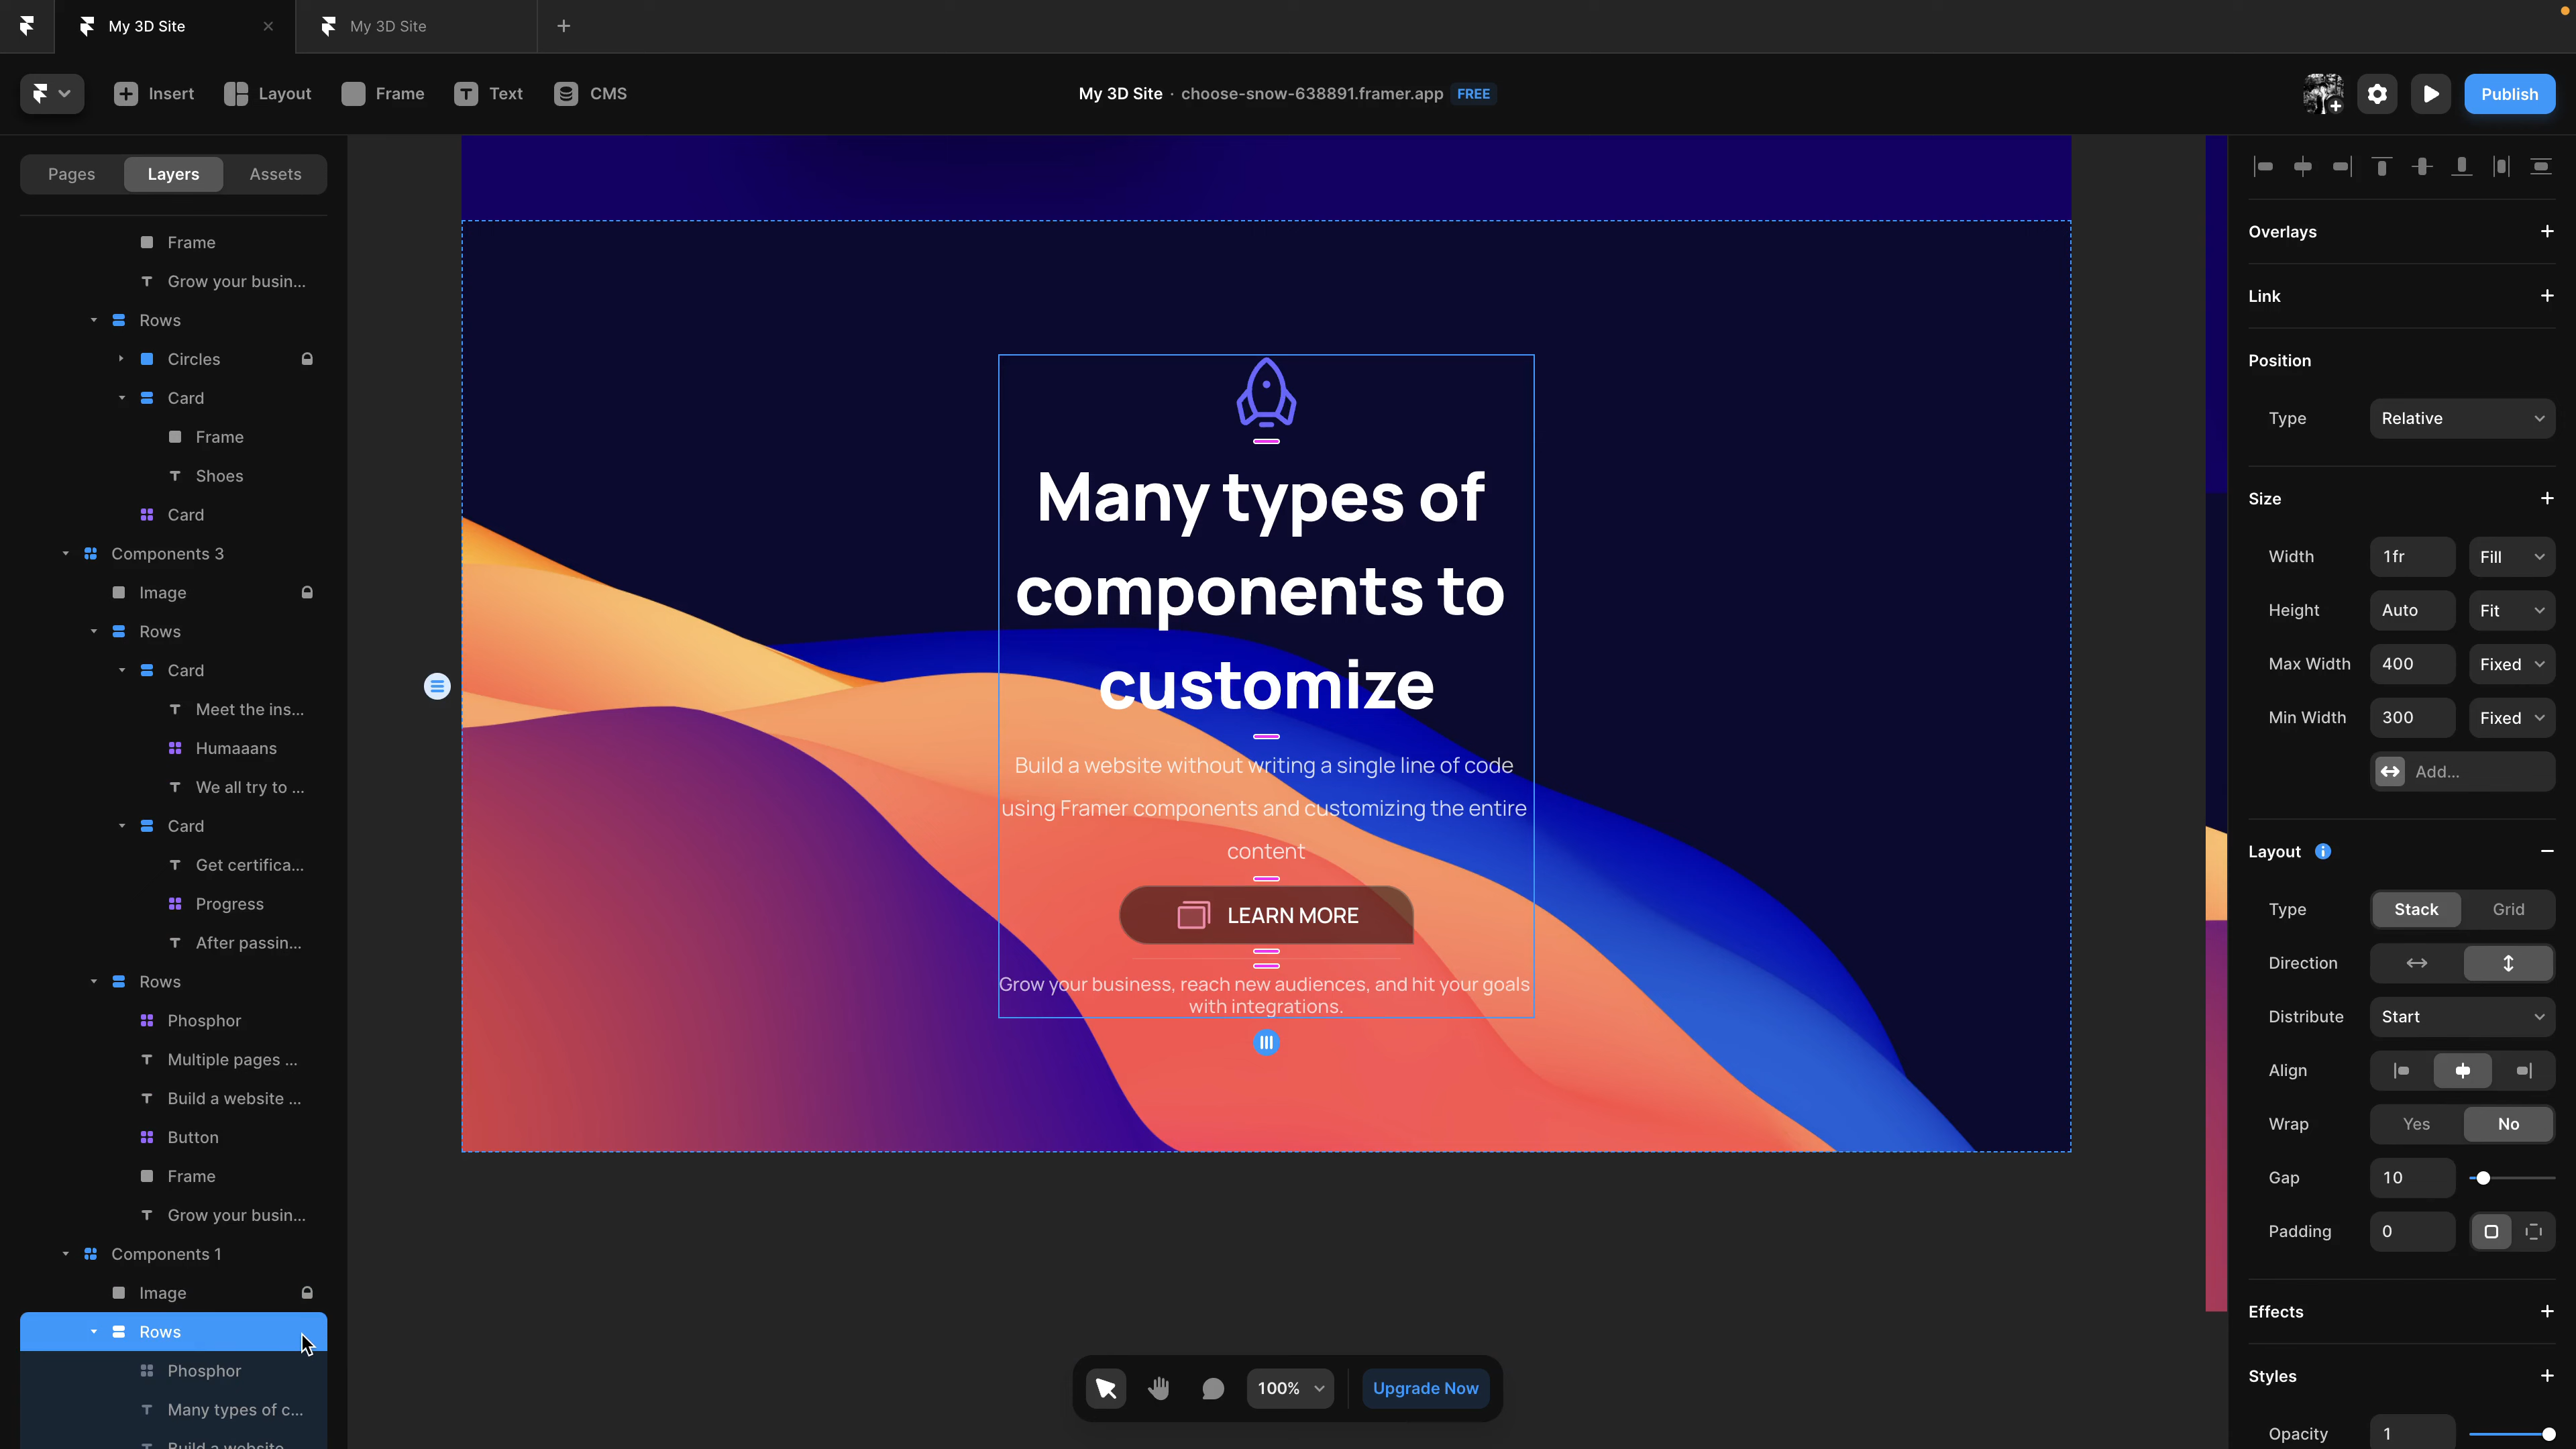 My 3D Site
My 3D Site
Insert
Layout
Frame
Text
CMS
My 3D Site · choose-snow-638891.framer.app FREE
Publish
Pages
Layers
Assets
Frame
Grow your busin...
Rows
Circles
Card
Frame
Shoes
Card
Components 3
Image
Rows
Card
Meet the ins...
Humaaans
We all try to ...
Card
Get certifica...
Progress
After passin...
Rows
Phosphor
Multiple pages ...
Build a website ...
Button
Frame
Grow your busin...
Components 1
Image
Rows
Phosphor
Many types of c...
Build a website
Many types of
components to
customize
Build a website without writing a single line of code
using Framer components and customizing the entire
content
LEARN MORE
Grow your business, reach new audiences, and hit your goals
with integrations.
100%
Upgrade Now
Overlays
Link
Position
Type Relative
Size
Width 1fr Fill
Height Auto Fit
Max Width 400 Fixed
Min Width 300 Fixed
Add...
Layout
Type Stack Grid
Direction
Distribute Start
Align
Wrap Yes No
Gap 10
Padding 0
Effects
Styles
Opacity 1